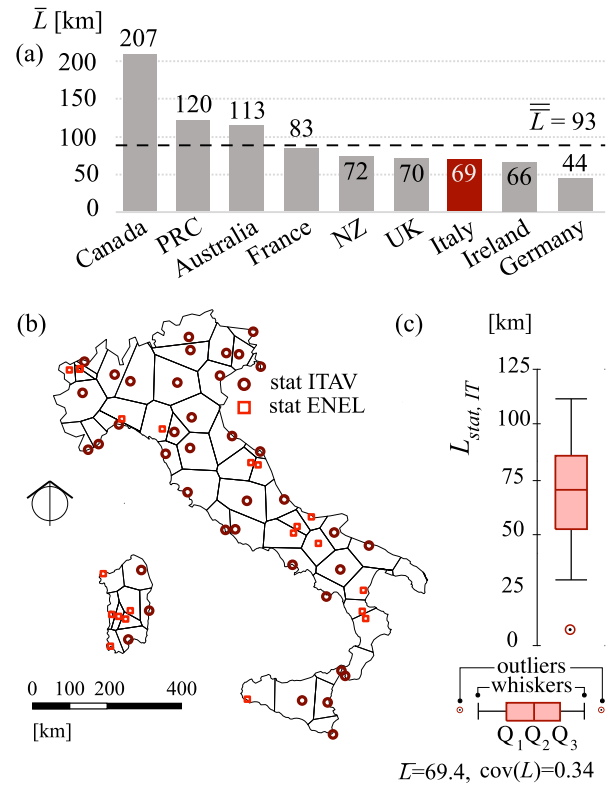 L̅ [km]
(a)
207
200
150
120
113
83
L̿ = 93
100
50
72
70
69
66
44
0
Canada
PRC
Australia
France
NZ
UK
Italy
Ireland
Germany
(b)
stat ITAV
stat ENEL
0 100 200 300 400
[km]
(c)
[km]
L stat, IT
125
100
75
50
25
0
outliers
whiskers
Q1 Q2 Q3
L̅=69.4, cov(L)=0.34